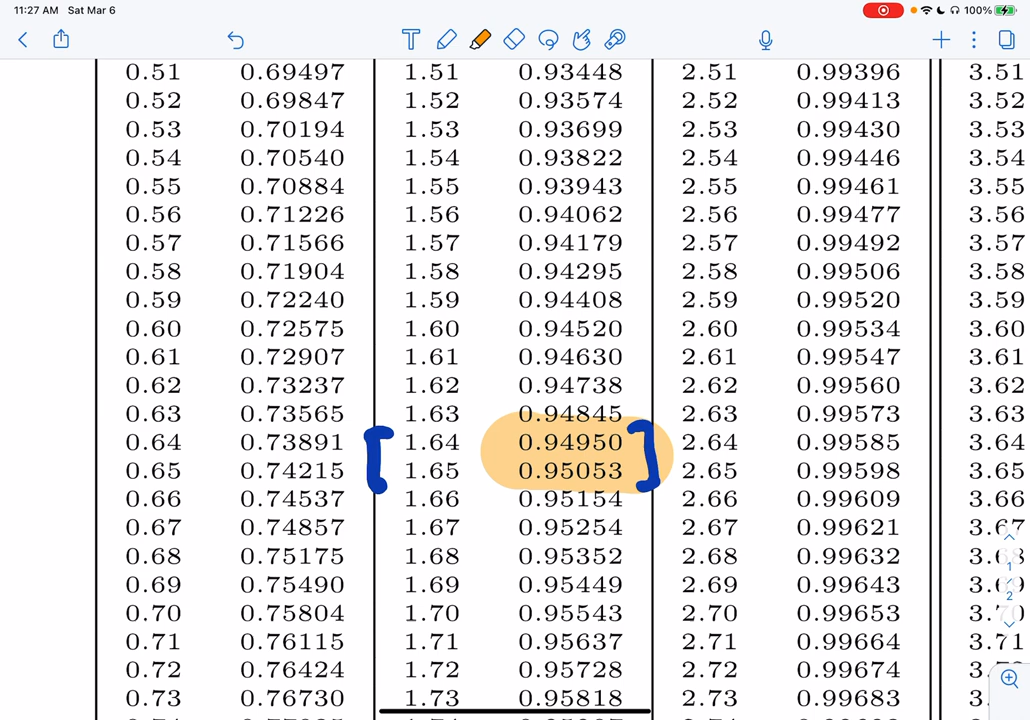 11:27 AM Sat Mar 6 100%
T
0.51 0.69497 1.51 0.93448 2.51 0.99396 3.51
0.52 0.69847 1.52 0.93574 2.52 0.99413 3.52
0.53 0.70194 1.53 0.93699 2.53 0.99430 3.53
0.54 0.70540 1.54 0.93822 2.54 0.99446 3.54
0.55 0.70884 1.55 0.93943 2.55 0.99461 3.55
0.56 0.71226 1.56 0.94062 2.56 0.99477 3.56
0.57 0.71566 1.57 0.94179 2.57 0.99492 3.57
0.58 0.71904 1.58 0.94295 2.58 0.99506 3.58
0.59 0.72240 1.59 0.94408 2.59 0.99520 3.59
0.60 0.72575 1.60 0.94520 2.60 0.99534 3.60
0.61 0.72907 1.61 0.94630 2.61 0.99547 3.61
0.62 0.73237 1.62 0.94738 2.62 0.99560 3.62
0.63 0.73565 1.63 0.94845 2.63 0.99573 3.63
0.64 0.73891 [ 1.64 0.94950 ] 2.64 0.99585 3.64
0.65 0.74215 1.65 0.95053 2.65 0.99598 3.65
0.66 0.74537 1.66 0.95154 2.66 0.99609 3.66
0.67 0.74857 1.67 0.95254 2.67 0.99621 3.67
0.68 0.75175 1.68 0.95352 2.68 0.99632 3.68
1
0.69 0.75490 1.69 0.95449 2.69 0.99643 3.69
2
0.70 0.75804 1.70 0.95543 2.70 0.99653 3.70
0.71 0.76115 1.71 0.95637 2.71 0.99664 3.71
0.72 0.76424 1.72 0.95728 2.72 0.99674
0.73 0.76730 1.73 0.95818 2.73 0.99683 3.